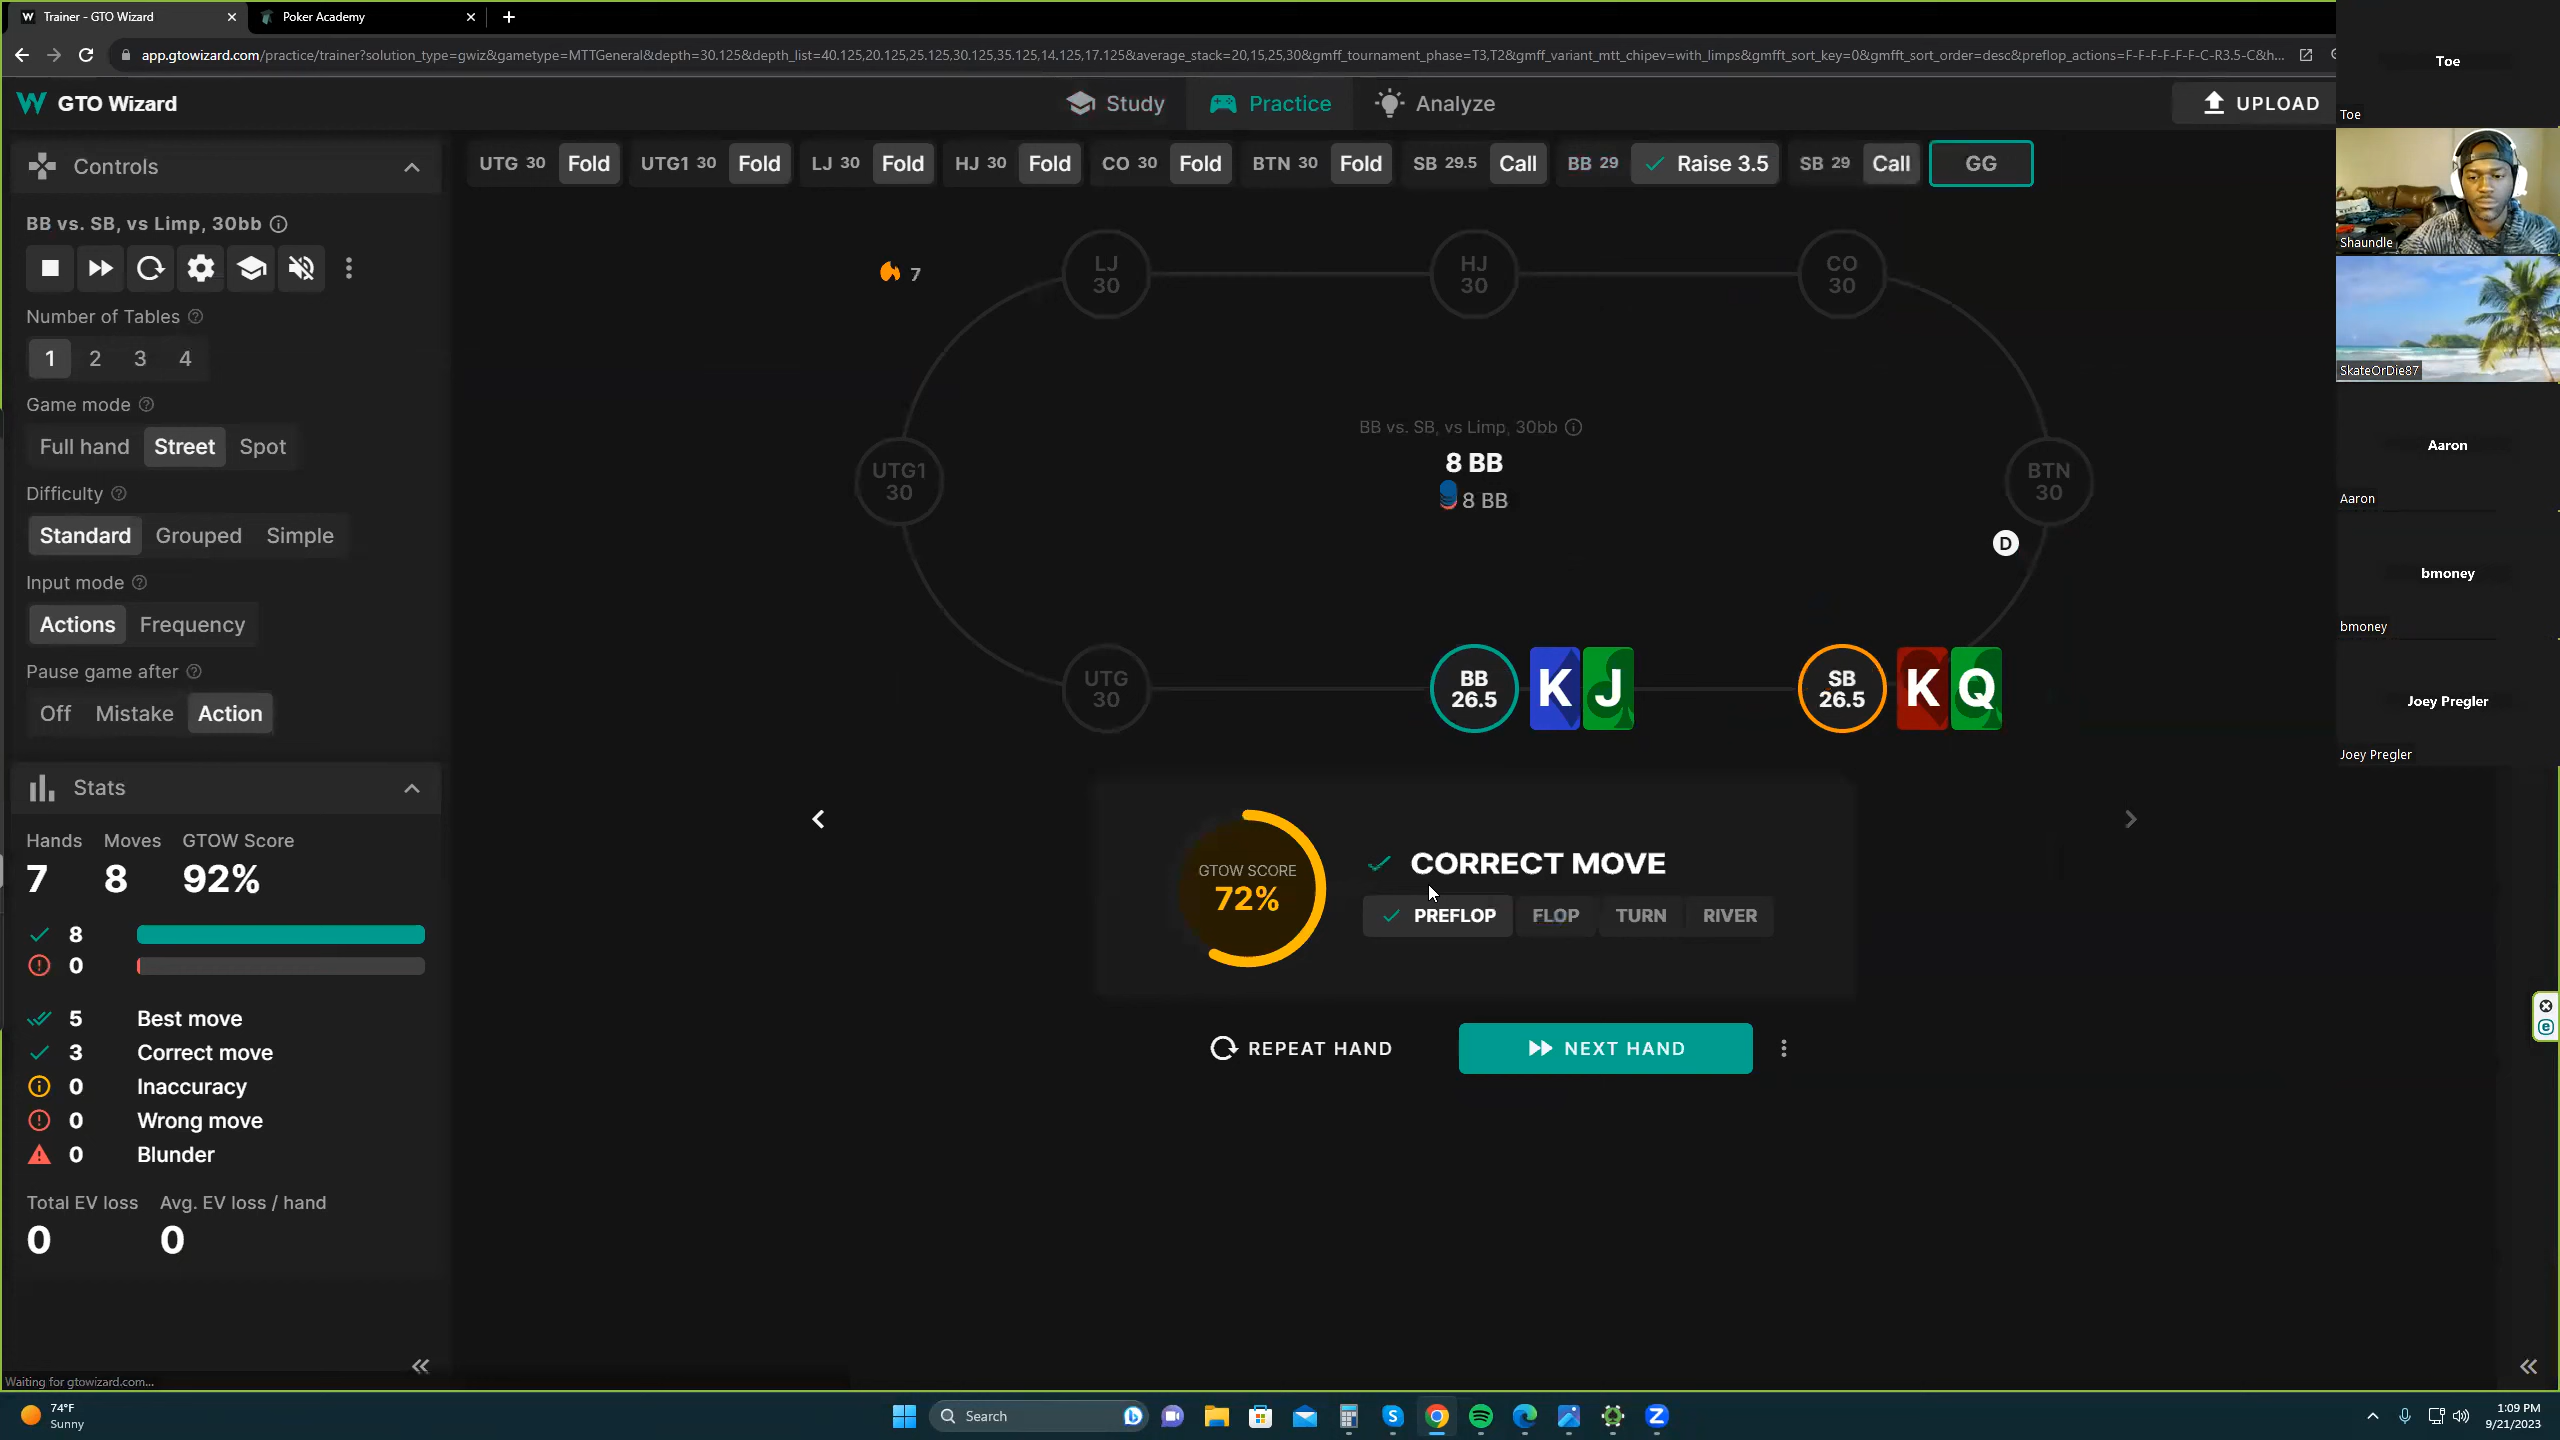 Trainer - GTO Wizard
Poker Academy
app.gtowizard.com/practice/trainer?solution_type=gwiz&gametype=MTTGeneral&depth=30.125&depth_list=40.125,20.125,25.125,30.125,35.125,14.125,17.125&average_stack=20,15,25,30&gmff_tournament_phase=T3,T2&gmff_variant_mtt_chipev=with_limps&gmfft_sort_key=0&gmfft_sort_order=desc&preflop_actions=F-F-F-F-F-F-C-R3.5-C&h...
GTO Wizard
Study
Practice
Analyze
UPLOAD
Toe
Toe
Shaundle
SkateOrDie87
Aaron
Aaron
bmoney
bmoney
Joey Pregler
Joey Pregler
Controls
UTG 30 Fold
UTG1 30 Fold
LJ 30 Fold
HJ 30 Fold
CO 30 Fold
BTN 30 Fold
SB 29.5 Call
BB 29 Raise 3.5
SB 29 Call
GG
BB vs. SB, vs Limp, 30bb
Number of Tables
1 2 3 4
Game mode
Full hand Street Spot
Difficulty
Standard Grouped Simple
Input mode
Actions Frequency
Pause game after
Off Mistake Action
Stats
Hands Moves GTOW Score
7 8 92%
8
0
5 Best move
3 Correct move
0 Inaccuracy
0 Wrong move
0 Blunder
Total EV loss Avg. EV loss / hand
0 0
7
LJ
30
HJ
30
CO
30
UTG1
30
BTN
30
BB vs. SB, vs Limp, 30bb
8 BB
8 BB
D
UTG
30
BB
26.5
K J
SB
26.5
K Q
GTOW SCORE
72%
CORRECT MOVE
PREFLOP FLOP TURN RIVER
REPEAT HAND
NEXT HAND
Waiting for gtowizard.com...
74°F
Sunny
Search
1:09 PM
9/21/2023